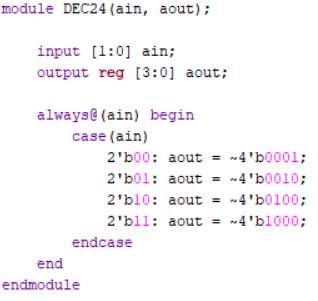 module DEC24(ain, aout);
input [1:0] ain;
output reg [3:0] aout;
always@(ain) begin
case(ain)
2'b00: aout = ~4'b0001;
2'b01: aout = ~4'b0010;
2'b10: aout = ~4'b0100;
2'b11: aout = ~4'b1000;
endcase
end
endmodule